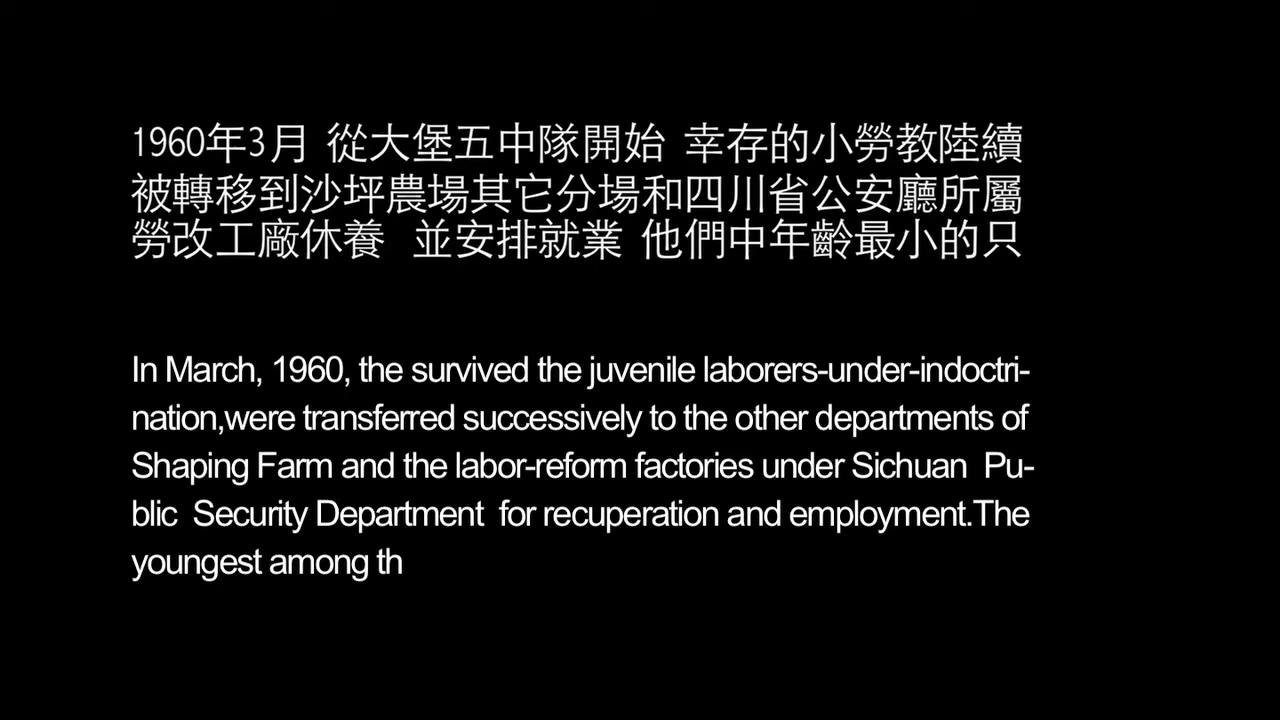 1960年3月 從大堡五中隊開始 幸存的小勞教陸續
被轉移到沙坪農場其它分場和四川省公安廳所屬
勞改工廠休養 並安排就業 他們中年齡最小的只
In March, 1960, the survived the juvenile laborers-under-indoctri-
nation,were transferred successively to the other departments of
Shaping Farm and the labor-reform factories under Sichuan Pu-
blic Security Department for recuperation and employment.The
youngest among th